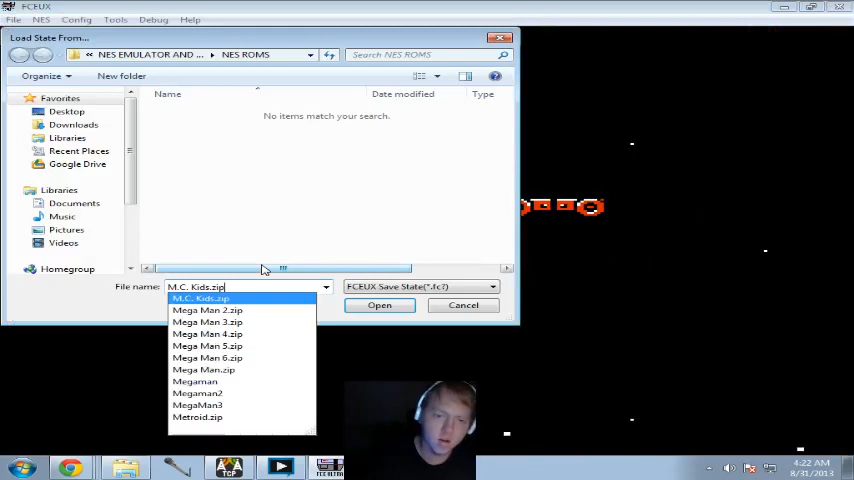 FCEUX
File NES Config Tools Debug Help
Load State From...
« NES EMULATOR AND ... ▸ NES ROMS
Search NES ROMS
Organize New folder
Name Date modified Type
Favorites
Desktop
Downloads
Libraries
Recent Places
Google Drive
Libraries
Documents
Music
Pictures
Videos
Homegroup
No items match your search.
File name: M.C. Kids.zip FCEUX Save State(*.fc?)
M.C. Kids.zip
Mega Man 2.zip
Mega Man 3.zip
Mega Man 4.zip
Mega Man 5.zip
Mega Man 6.zip
Mega Man.zip
Megaman
Megaman2
MegaMan3
Metroid.zip
Open Cancel
TCP
4:22 AM
8/31/2013